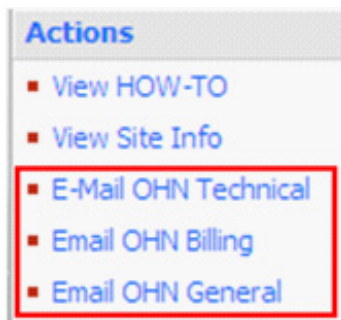 Actions
View HOW-TO
View Site Info
E-Mail OHN Technical
Email OHN Billing
Email OHN General